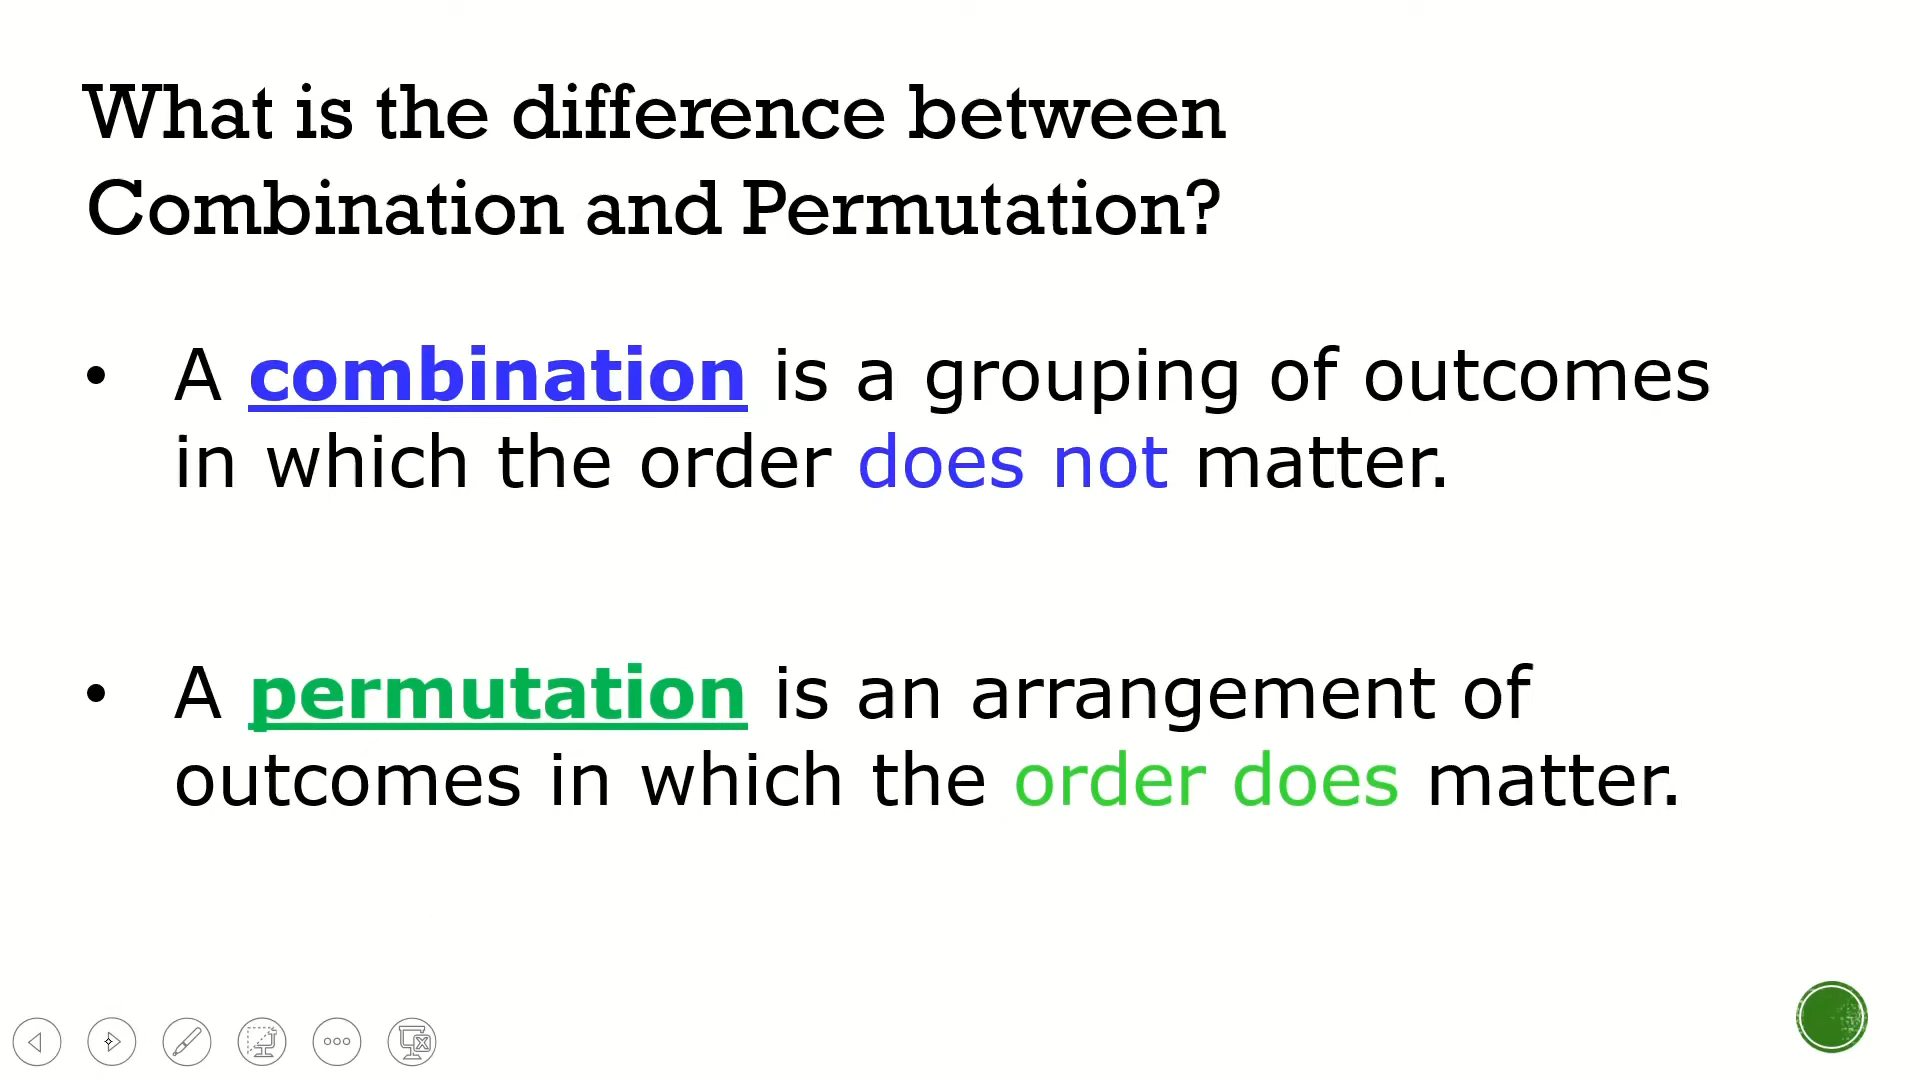 What is the difference between
Combination and Permutation?
• A combination is a grouping of outcomes
in which the order does not matter.
• A permutation is an arrangement of
outcomes in which the order does matter.